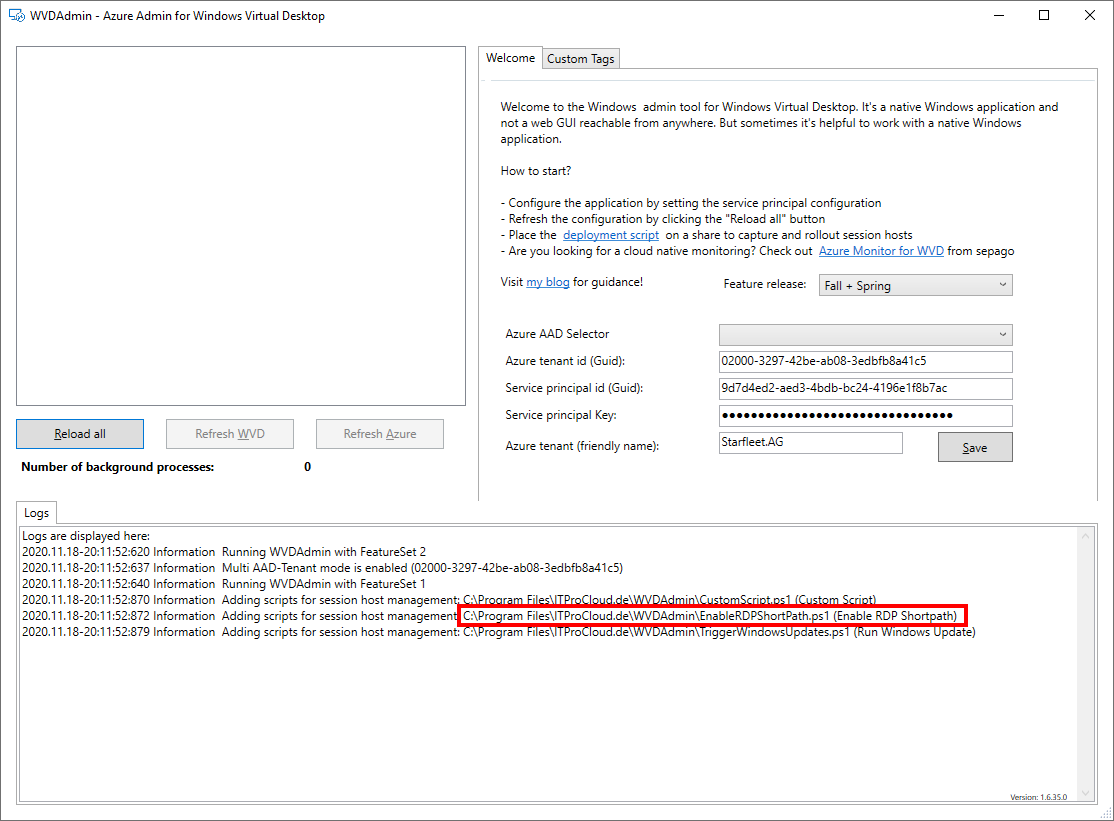 WVDAdmin - Azure Admin for Windows Virtual Desktop
Welcome
Custom Tags
Welcome to the Windows  admin tool for Windows Virtual Desktop. It's a native Windows application and
not a web GUI reachable from anywhere. But sometimes it's helpful to work with a native Windows
application.
How to start?
- Configure the application by setting the service principal configuration
- Refresh the configuration by clicking the "Reload all" button
- Place the deployment script on a share to capture and rollout session hosts
- Are you looking for a cloud native monitoring? Check out Azure Monitor for WVD from sepago
Visit my blog for guidance!
Feature release: Fall + Spring
Azure AAD Selector
Azure tenant id (Guid): 02000-3297-42be-ab08-3edbfb8a41c5
Service principal id (Guid): 9d7d4ed2-aed3-4bdb-bc24-4196e1f8b7ac
Service principal Key: ●●●●●●●●●●●●●●●●●●●●●●●●●●●●●●●●
Azure tenant (friendly name): Starfleet.AG
Save
Reload all
Refresh WVD
Refresh Azure
Number of background processes: 0
Logs
Logs are displayed here:
2020.11.18-20:11:52:620 Information  Running WVDAdmin with FeatureSet 2
2020.11.18-20:11:52:637 Information  Multi AAD-Tenant mode is enabled (02000-3297-42be-ab08-3edbfb8a41c5)
2020.11.18-20:11:52:640 Information  Running WVDAdmin with FeatureSet 1
2020.11.18-20:11:52:870 Information  Adding scripts for session host management: C:\Program Files\ITProCloud.de\WVDAdmin\CustomScript.ps1 (Custom Script)
2020.11.18-20:11:52:872 Information  Adding scripts for session host management: C:\Program Files\ITProCloud.de\WVDAdmin\EnableRDPShortPath.ps1 (Enable RDP Shortpath)
2020.11.18-20:11:52:879 Information  Adding scripts for session host management: C:\Program Files\ITProCloud.de\WVDAdmin\TriggerWindowsUpdates.ps1 (Run Windows Update)
Version: 1.6.35.0